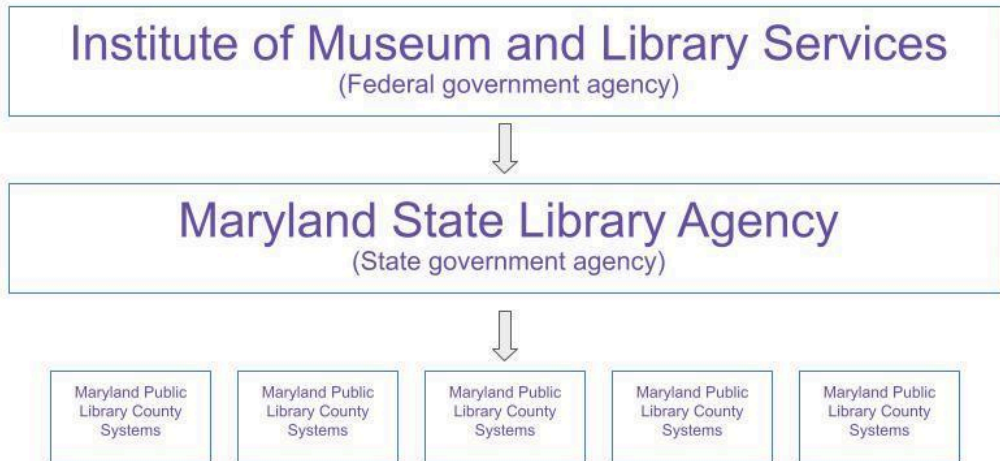 Institute of Museum and Library Services
(Federal government agency)
Maryland State Library Agency
(State government agency)
Maryland Public
Library County
Systems
Maryland Public
Library County
Systems
Maryland Public
Library County
Systems
Maryland Public
Library County
Systems
Maryland Public
Library County
Systems